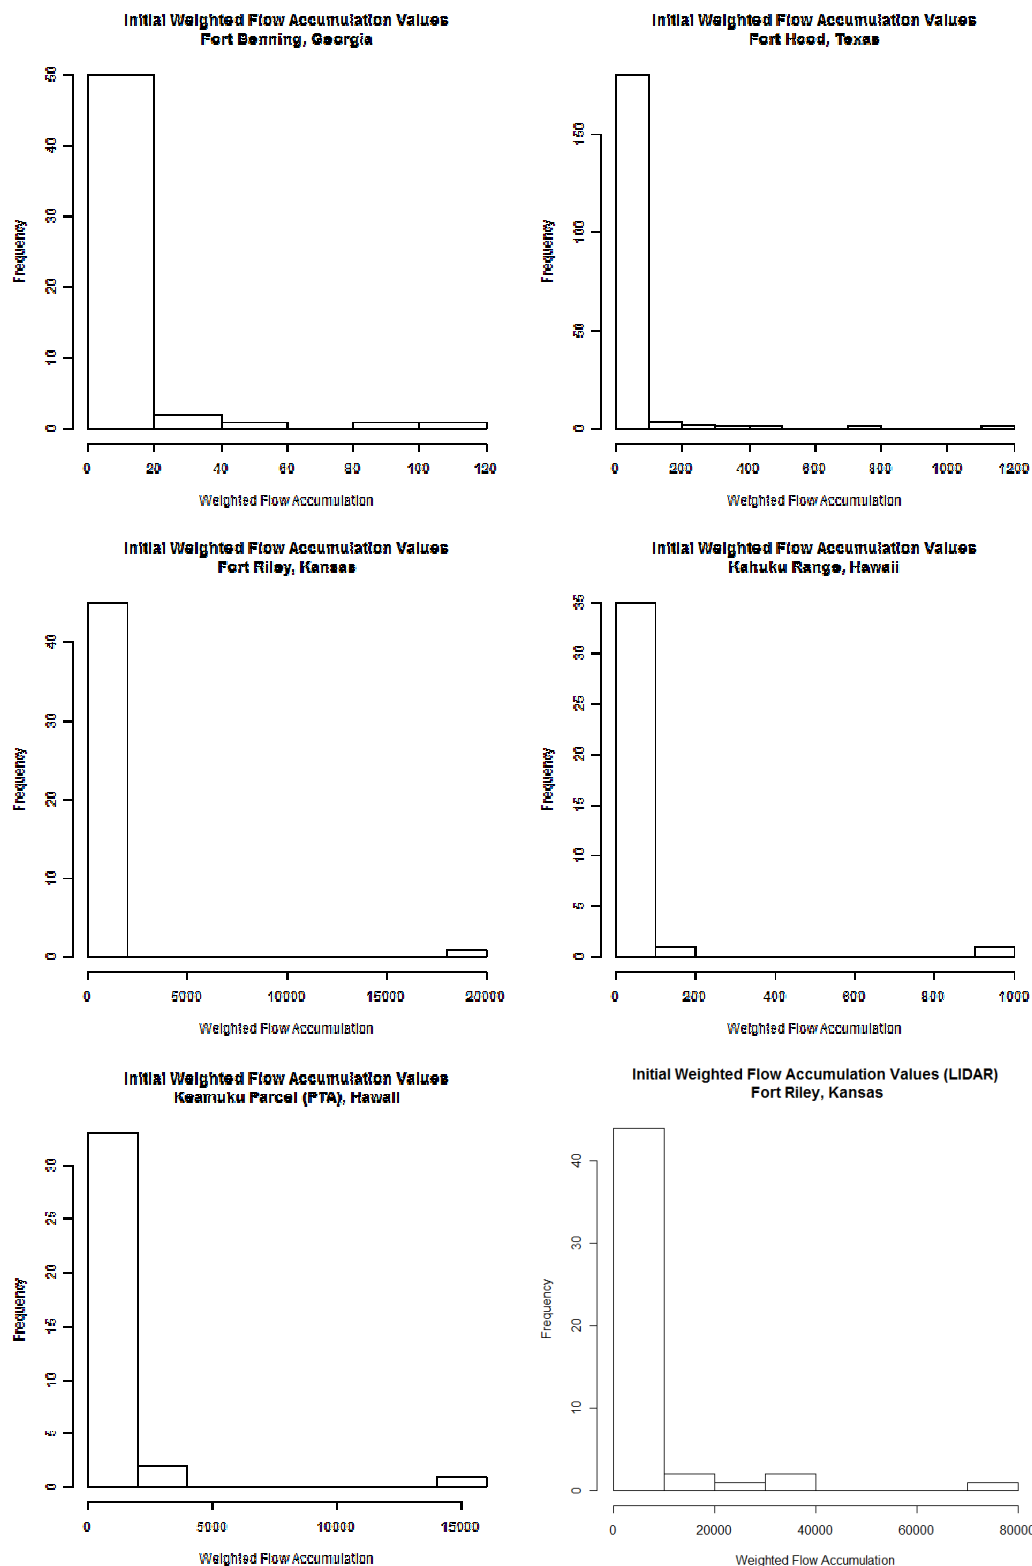 Initial Weighted Flow Accumulation Values
Fort Benning, Georgia
50
40
30
20
10
0
Frequency
0 20 40 60 80 100 120
Weighted Flow Accumulation
Initial Weighted Flow Accumulation Values
Fort Hood, Texas
150
100
50
0
Frequency
0 200 400 600 800 1000 1200
Weighted Flow Accumulation
Initial Weighted Flow Accumulation Values
Fort Riley, Kansas
40
30
20
10
0
Frequency
0 5000 10000 15000 20000
Weighted Flow Accumulation
Initial Weighted Flow Accumulation Values
Kahuku Range, Hawaii
35
30
25
20
15
10
5
0
Frequency
0 200 400 600 800 1000
Weighted Flow Accumulation
Initial Weighted Flow Accumulation Values
Keamuku Parcel (PTA), Hawaii
30
25
20
15
10
5
0
Frequency
0 5000 10000 15000
Weighted Flow Accumulation
Initial Weighted Flow Accumulation Values (LIDAR)
Fort Riley, Kansas
40
30
20
10
0
Frequency
0 20000 40000 60000 80000
Weighted Flow Accumulation